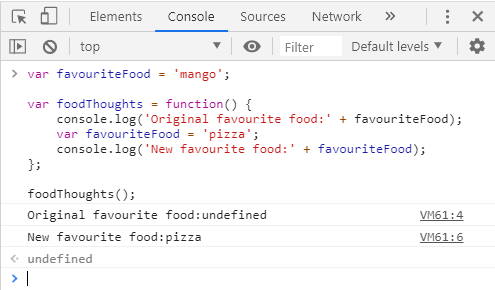 Elements Console Sources Network
top Filter Default levels
var favouriteFood = 'mango';
var foodThoughts = function() {
console.log('Original favourite food:' + favouriteFood);
var favouriteFood = 'pizza';
console.log('New favourite food:' + favouriteFood);
};
foodThoughts();
Original favourite food:undefined VM61:4
New favourite food:pizza VM61:6
undefined